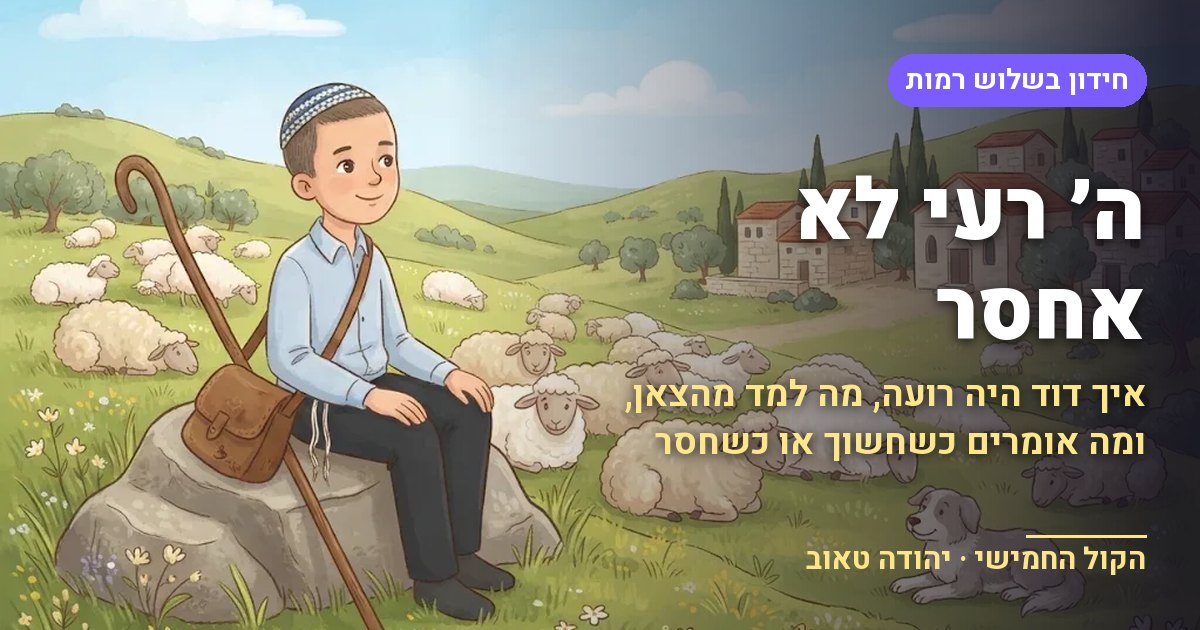 חידון בשלוש רמות
ה׳ רעי לא
אחסר
איך דוד היה רועה, מה למד מהצאן,
ומה אומרים כשחשוך או כשחסר
הקול החמישי · יהודה טאוב